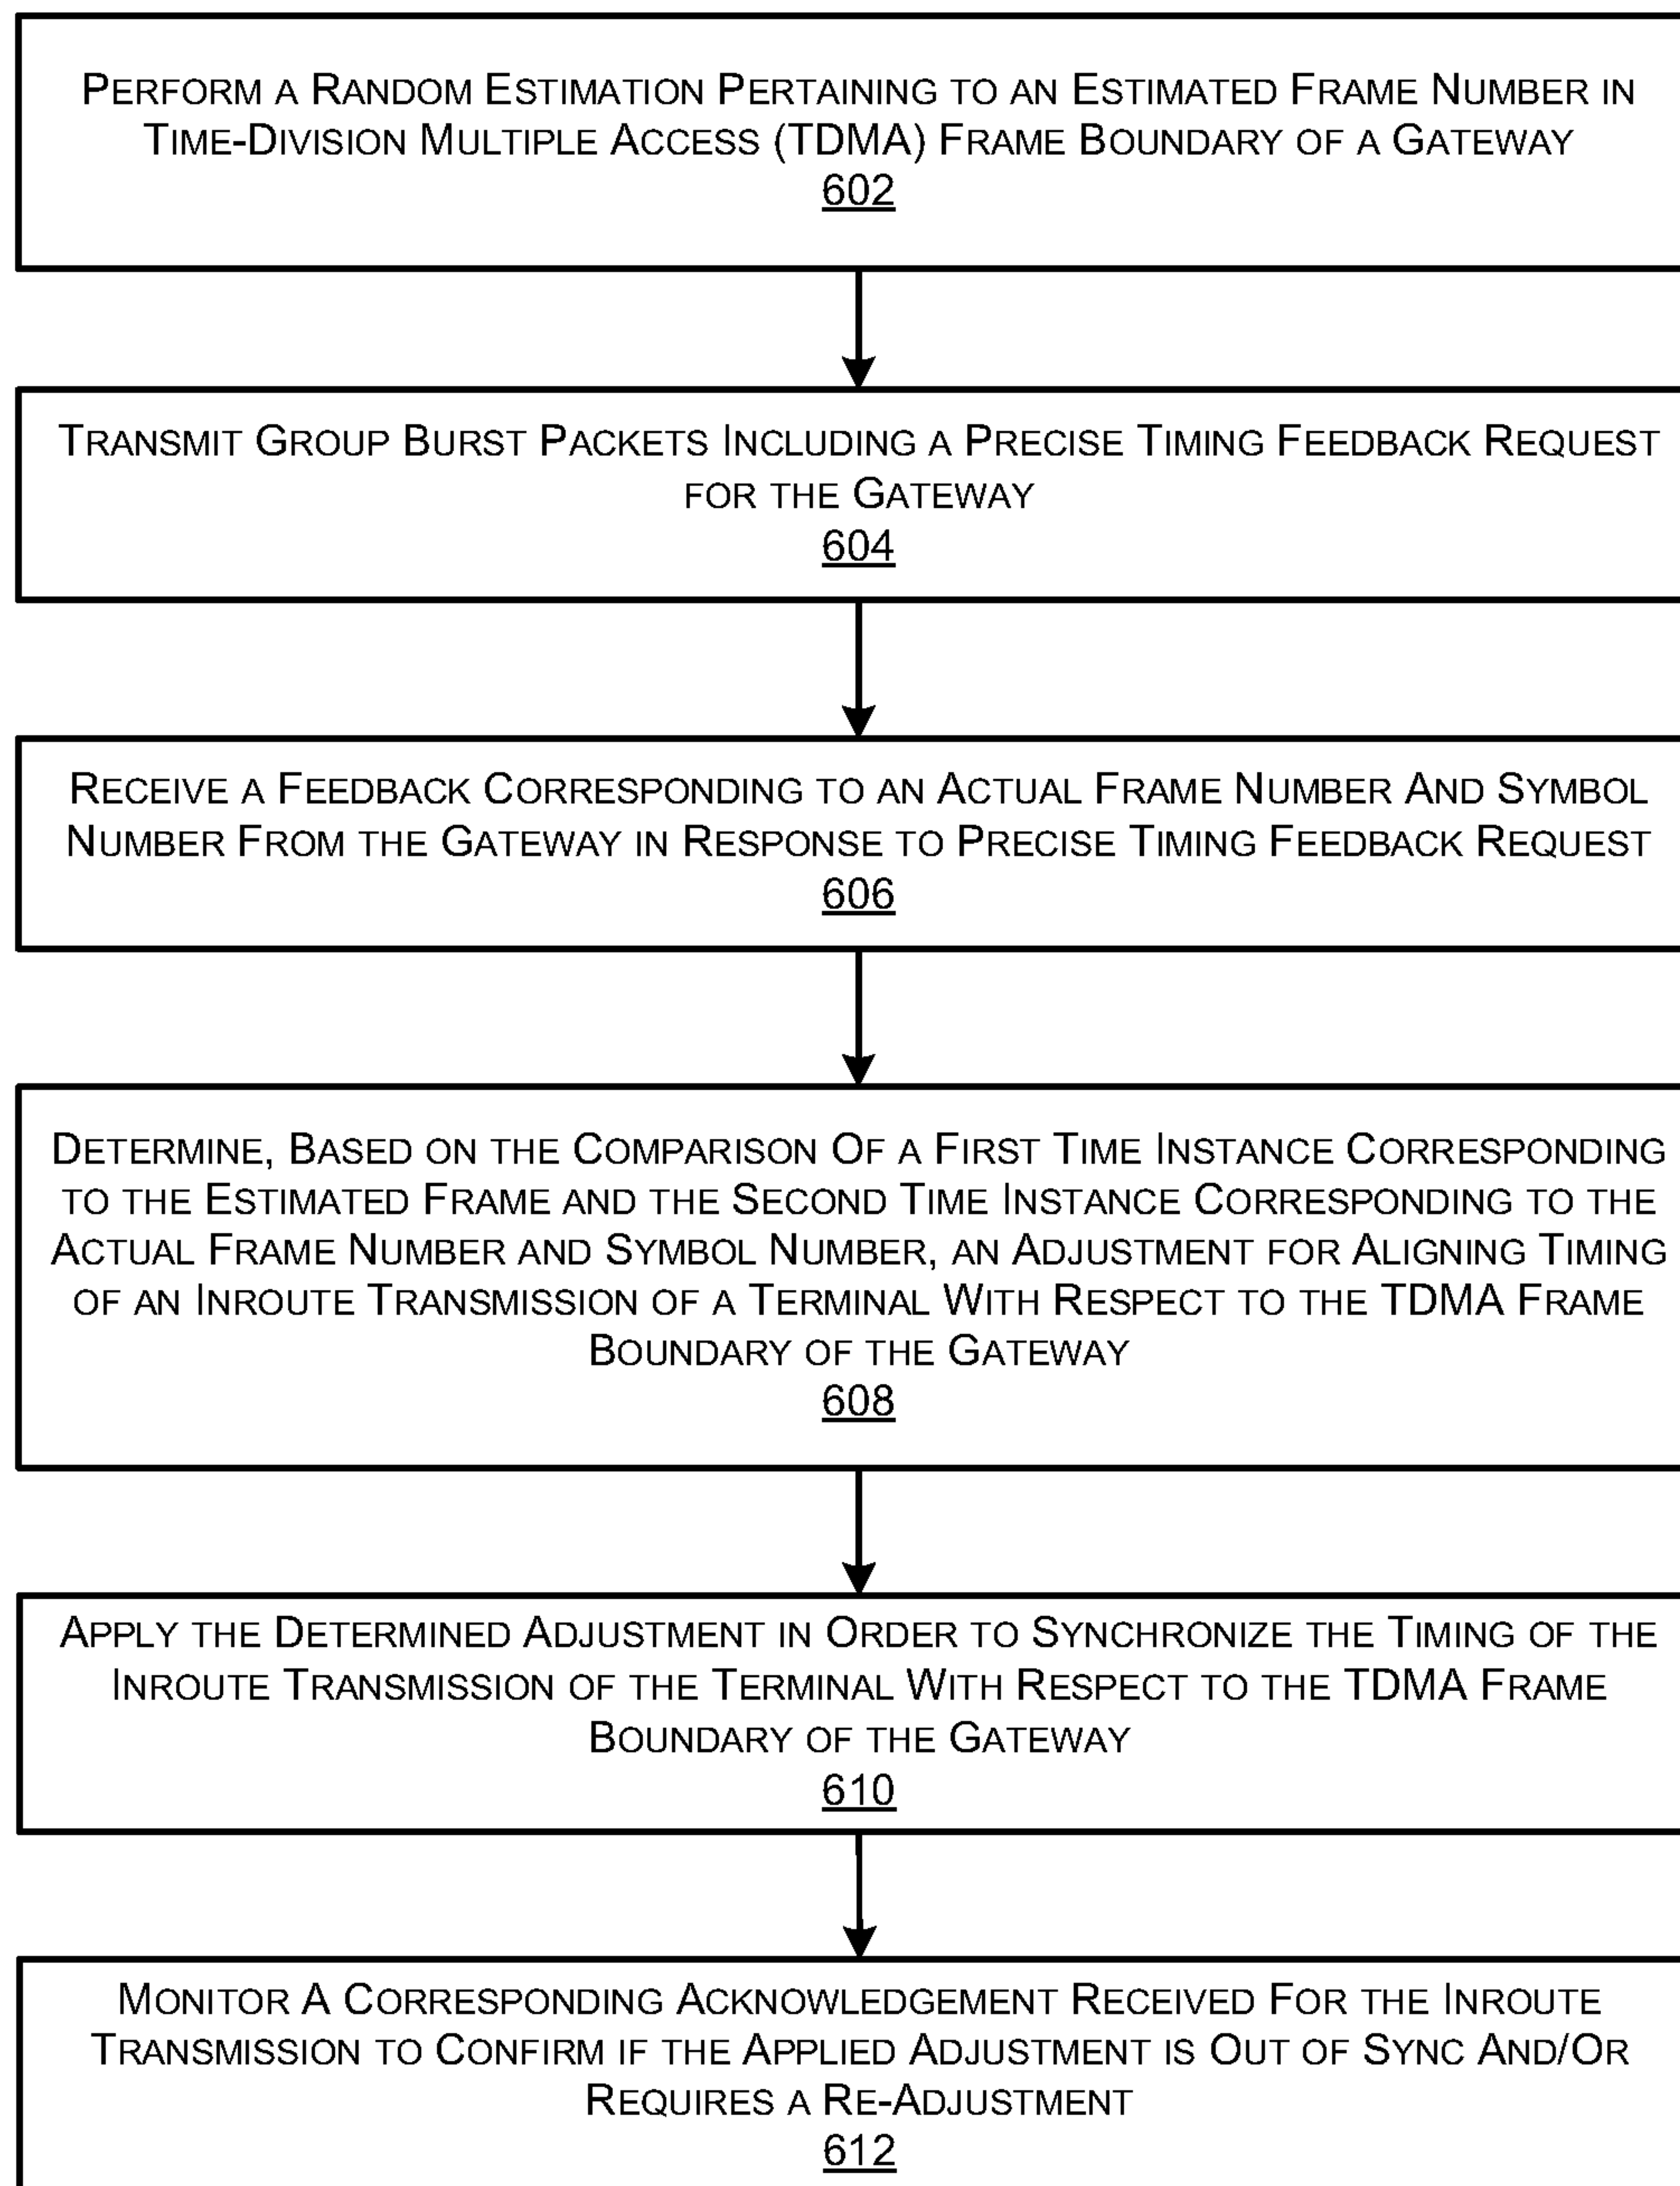 PERFORM A RANDOM ESTIMATION PERTAINING TO AN ESTIMATED FRAME NUMBER IN
TIME-DIVISION MULTIPLE ACCESS (TDMA) FRAME BOUNDARY OF A GATEWAY
602
TRANSMIT GROUP BURST PACKETS INCLUDING A PRECISE TIMING FEEDBACK REQUEST
FOR THE GATEWAY
604
RECEIVE A FEEDBACK CORRESPONDING TO AN ACTUAL FRAME NUMBER AND SYMBOL
NUMBER FROM THE GATEWAY IN RESPONSE TO PRECISE TIMING FEEDBACK REQUEST
606
DETERMINE, BASED ON THE COMPARISON OF A FIRST TIME INSTANCE CORRESPONDING
TO THE ESTIMATED FRAME AND THE SECOND TIME INSTANCE CORRESPONDING TO THE
ACTUAL FRAME NUMBER AND SYMBOL NUMBER, AN ADJUSTMENT FOR ALIGNING TIMING
OF AN INROUTE TRANSMISSION OF A TERMINAL WITH RESPECT TO THE TDMA FRAME
BOUNDARY OF THE GATEWAY
608
APPLY THE DETERMINED ADJUSTMENT IN ORDER TO SYNCHRONIZE THE TIMING OF THE
INROUTE TRANSMISSION OF THE TERMINAL WITH RESPECT TO THE TDMA FRAME
BOUNDARY OF THE GATEWAY
610
MONITOR A CORRESPONDING ACKNOWLEDGEMENT RECEIVED FOR THE INROUTE
TRANSMISSION TO CONFIRM IF THE APPLIED ADJUSTMENT IS OUT OF SYNC AND/OR
REQUIRES A RE-ADJUSTMENT
612